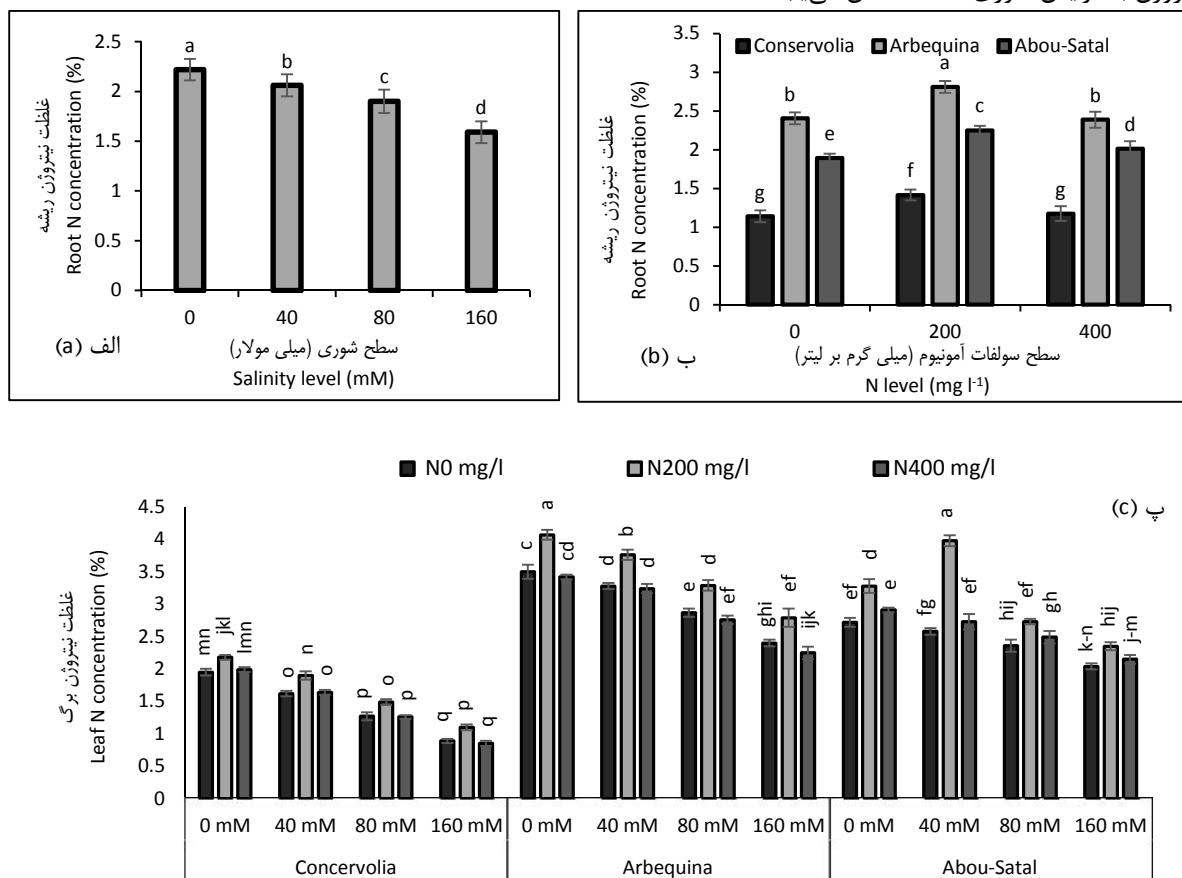 a
b
c
d
2.5
2
1.5
1
0.5
0
غلظت نیتروژن ریشه
Root N concentration (%)
0 40 80 160
الف (a)
سطح شوری (میلی مولار)
Salinity level (mM)
Conservolia Arbequina Abou-Satal
3.5
3
2.5
2
1.5
1
0.5
0
غلظت نیتروژن ریشه
Root N concentration (%)
g b e f a c g b d
0 200 400
ب (b)
سطح سولفات آمونیوم (میلی گرم بر لیتر)
N level (mg l-1)
N0 mg/l N200 mg/l N400 mg/l
پ (c)
4.5
4
3.5
3
2.5
2
1.5
1
0.5
0
غلظت نیتروژن برگ
Leaf N concentration (%)
mn jkl lmn o n o p o p q p q c a cd d b d e d ef ghi ef ijk ef d e fg a ef hij ef gh k-n hij j-m
0 mM 40 mM 80 mM 160 mM 0 mM 40 mM 80 mM 160 mM 0 mM 40 mM 80 mM 160 mM
Concervolia Arbequina Abou-Satal